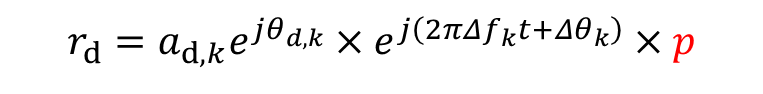 r_d = a_{d,k} e^{jθ_{d,k}} × e^{j(2πΔf_k t+Δθ_k)} × p